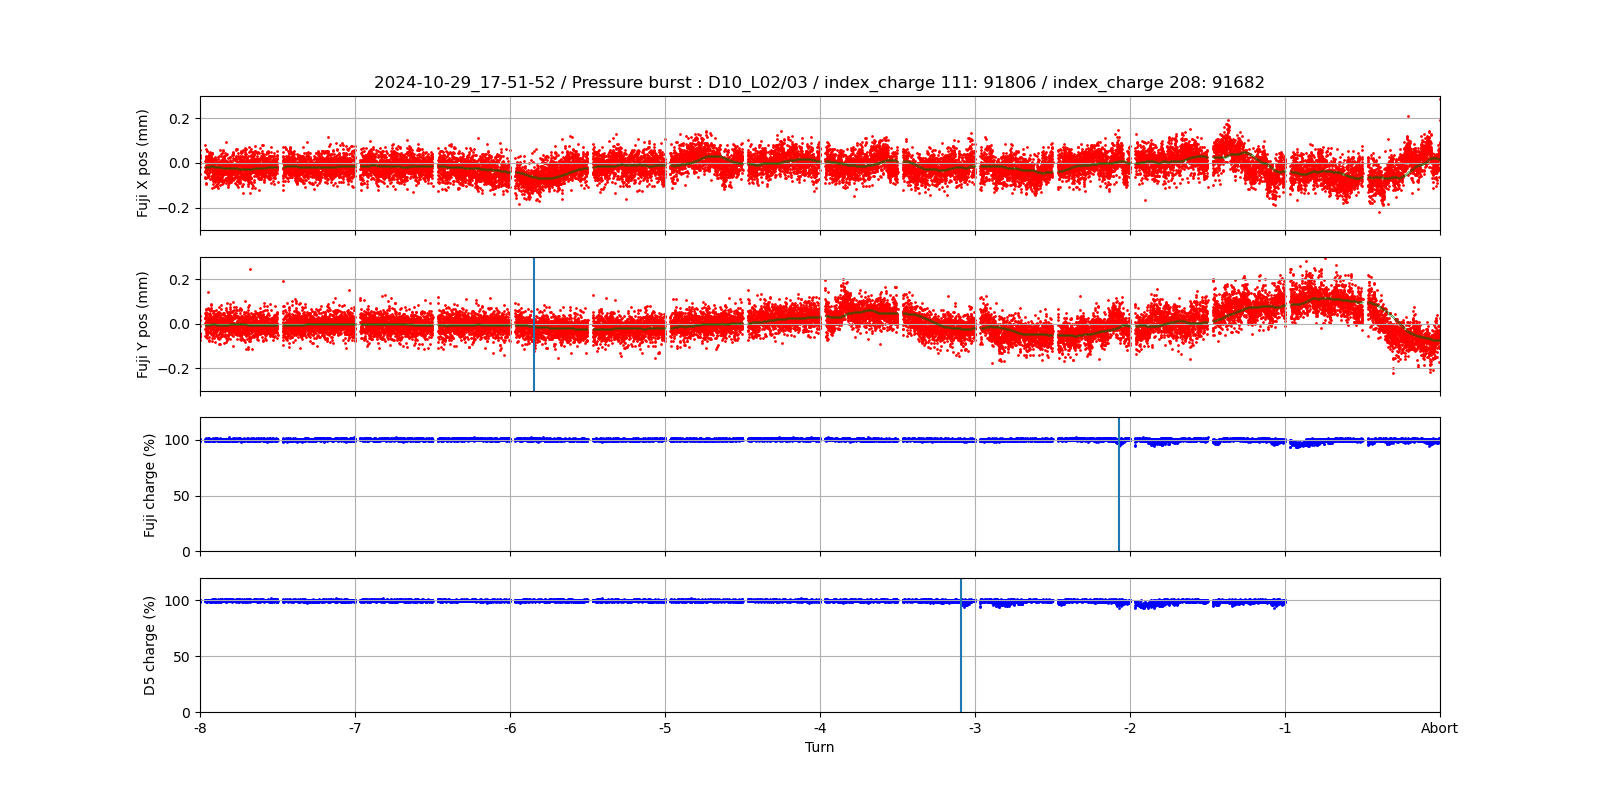 2024-10-29_17-51-52 / Pressure burst : D10_L02/03 / index_charge 111: 91806 / index_charge 208: 91682
Fuji X pos (mm)
0.2
0.0
−0.2
Fuji Y pos (mm)
0.2
0.0
−0.2
Fuji charge (%)
100
50
0
D5 charge (%)
100
50
0
-8 -7 -6 -5 -4 -3 -2 -1 Abort
Turn